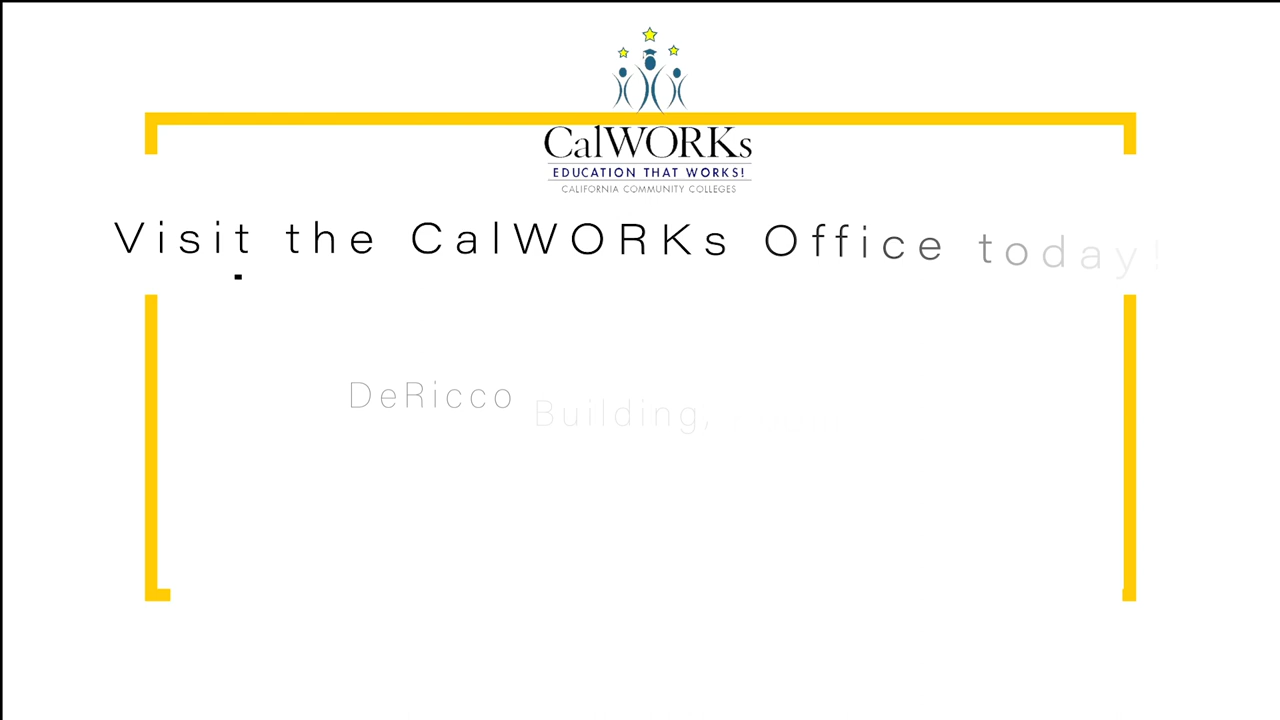 CalWORKs
EDUCATION THAT WORKS!
CALIFORNIA COMMUNITY COLLEGES
Visit the CalWORKs Office today!
DeRicco Building,